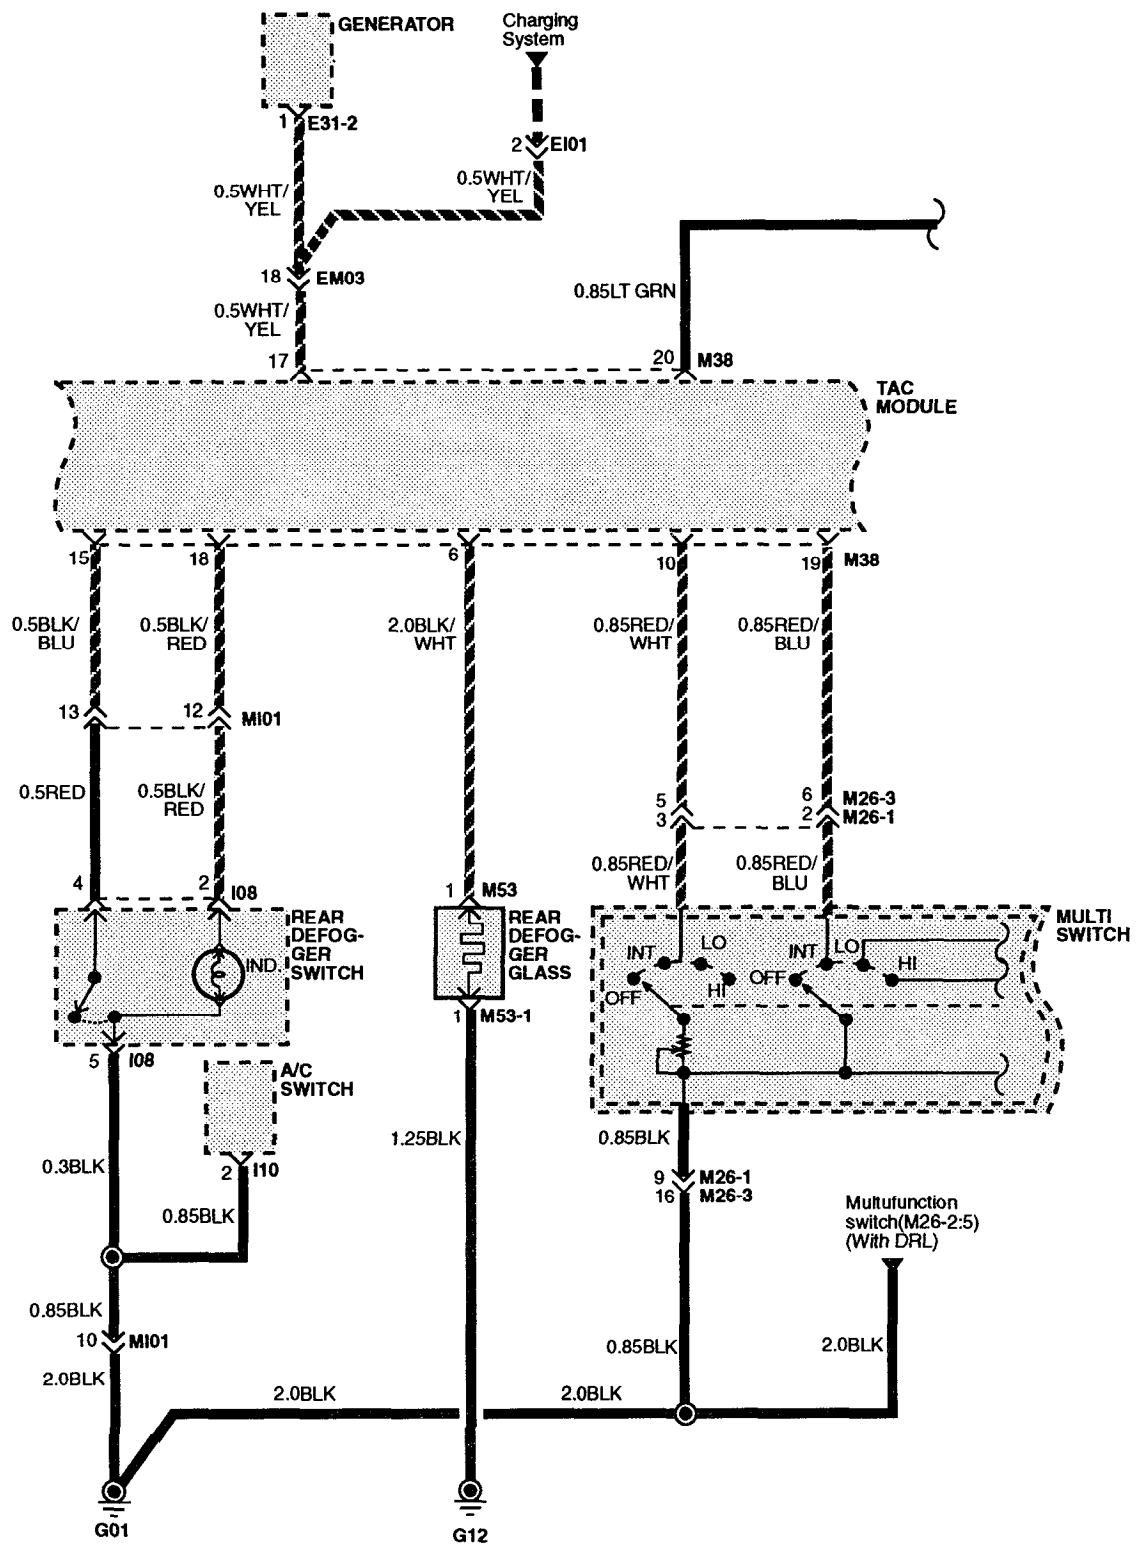 GENERATOR
Charging
System
1
E31-2
2
EI01
0.5WHT/
YEL
0.5WHT/
YEL
18
EM03
0.85LT GRN
0.5WHT/
YEL
17
20
M38
TAC
MODULE
15
18
6
10
19
M38
0.5BLK/
BLU
0.5BLK/
RED
2.0BLK/
WHT
0.85RED/
WHT
0.85RED/
BLU
13
12
MI01
0.5RED
0.5BLK/
RED
5
3
6
2
M26-3
M26-1
0.85RED/
WHT
0.85RED/
BLU
4
2
I08
1
M53
REAR
DEFOG-
GER
SWITCH
IND.
REAR
DEFOG-
GER
GLASS
MULTI
SWITCH
INT
LO
HI
OFF
INT
LO
HI
OFF
5
I08
1
M53-1
A/C
SWITCH
0.3BLK
2
I10
0.85BLK
1.25BLK
0.85BLK
9
M26-1
16
M26-3
Multufunction
switch(M26-2:5)
(With DRL)
0.85BLK
10
MI01
2.0BLK
0.85BLK
2.0BLK
2.0BLK
2.0BLK
G01
G12